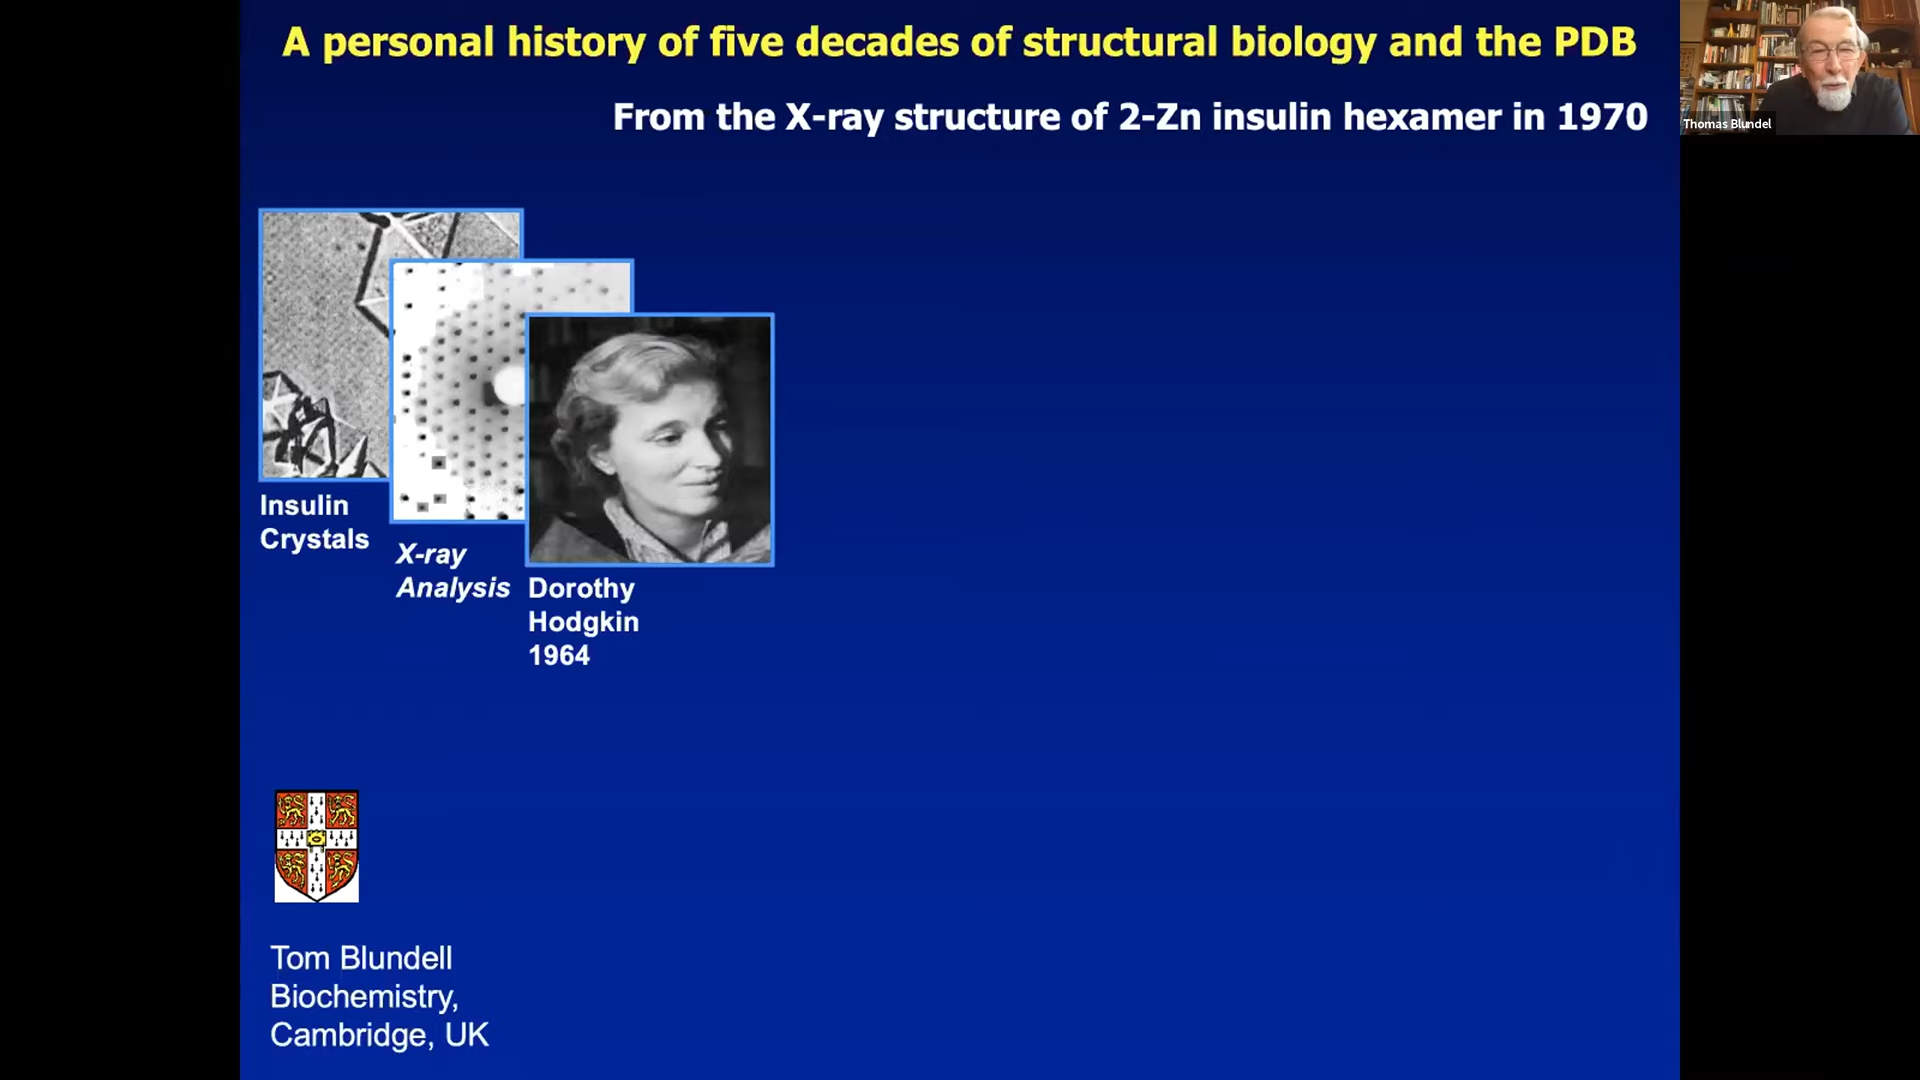 A personal history of five decades of structural biology and the PDB
From the X-ray structure of 2-Zn insulin hexamer in 1970
Thomas Blundel
Insulin
Crystals
X-ray
Analysis
Dorothy
Hodgkin
1964
Tom Blundell
Biochemistry,
Cambridge, UK